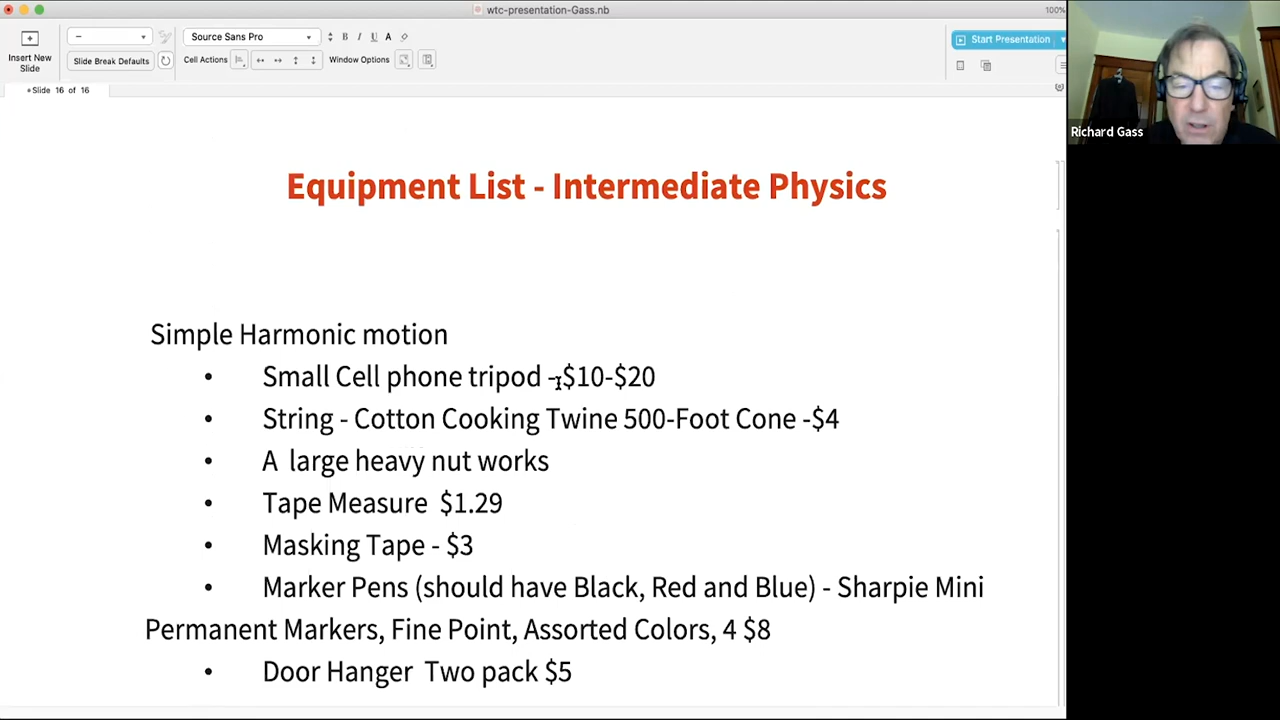 wtc-presentation-Gass.nb
100%
Insert New Slide
Source Sans Pro
B I U A
Start Presentation
Slide Break Defaults
Cell Actions
Window Options
Slide 16 of 16
Richard Gass
Equipment List - Intermediate Physics
Simple Harmonic motion
• Small Cell phone tripod -$10-$20
• String - Cotton Cooking Twine 500-Foot Cone -$4
• A large heavy nut works
• Tape Measure $1.29
• Masking Tape - $3
• Marker Pens (should have Black, Red and Blue) - Sharpie Mini
Permanent Markers, Fine Point, Assorted Colors, 4 $8
• Door Hanger Two pack $5